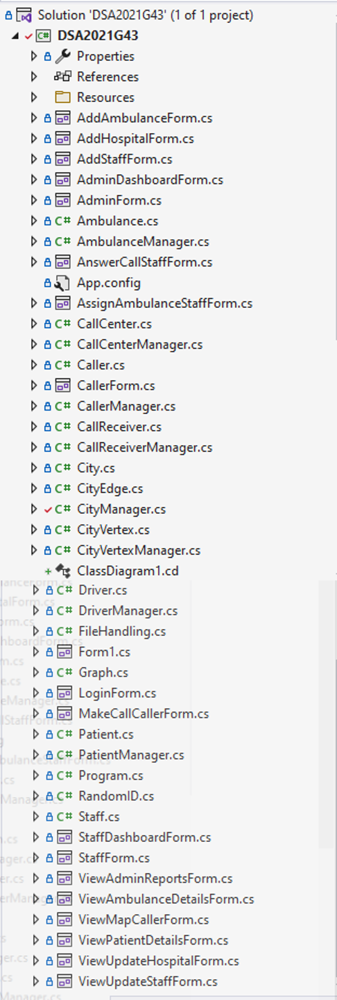 Solution 'DSA2021G43' (1 of 1 project)
DSA2021G43
Properties
References
Resources
AddAmbulanceForm.cs
AddHospitalForm.cs
AddStaffForm.cs
AdminDashboardForm.cs
AdminForm.cs
C# Ambulance.cs
C# AmbulanceManager.cs
AnswerCallStaffForm.cs
App.config
AssignAmbulanceStaffForm.cs
C# CallCenter.cs
C# CallCenterManager.cs
C# Caller.cs
CallerForm.cs
C# CallerManager.cs
C# CallReceiver.cs
C# CallReceiverManager.cs
C# City.cs
C# CityEdge.cs
C# CityManager.cs
C# CityVertex.cs
C# CityVertexManager.cs
ClassDiagram1.cd
C# Driver.cs
C# DriverManager.cs
C# FileHandling.cs
Form1.cs
C# Graph.cs
LoginForm.cs
MakeCallCallerForm.cs
C# Patient.cs
C# PatientManager.cs
C# Program.cs
C# RandomID.cs
C# Staff.cs
StaffDashboardForm.cs
StaffForm.cs
ViewAdminReportsForm.cs
ViewAmbulanceDetailsForm.cs
ViewMapCallerForm.cs
ViewPatientDetailsForm.cs
ViewUpdateHospitalForm.cs
ViewUpdateStaffForm.cs